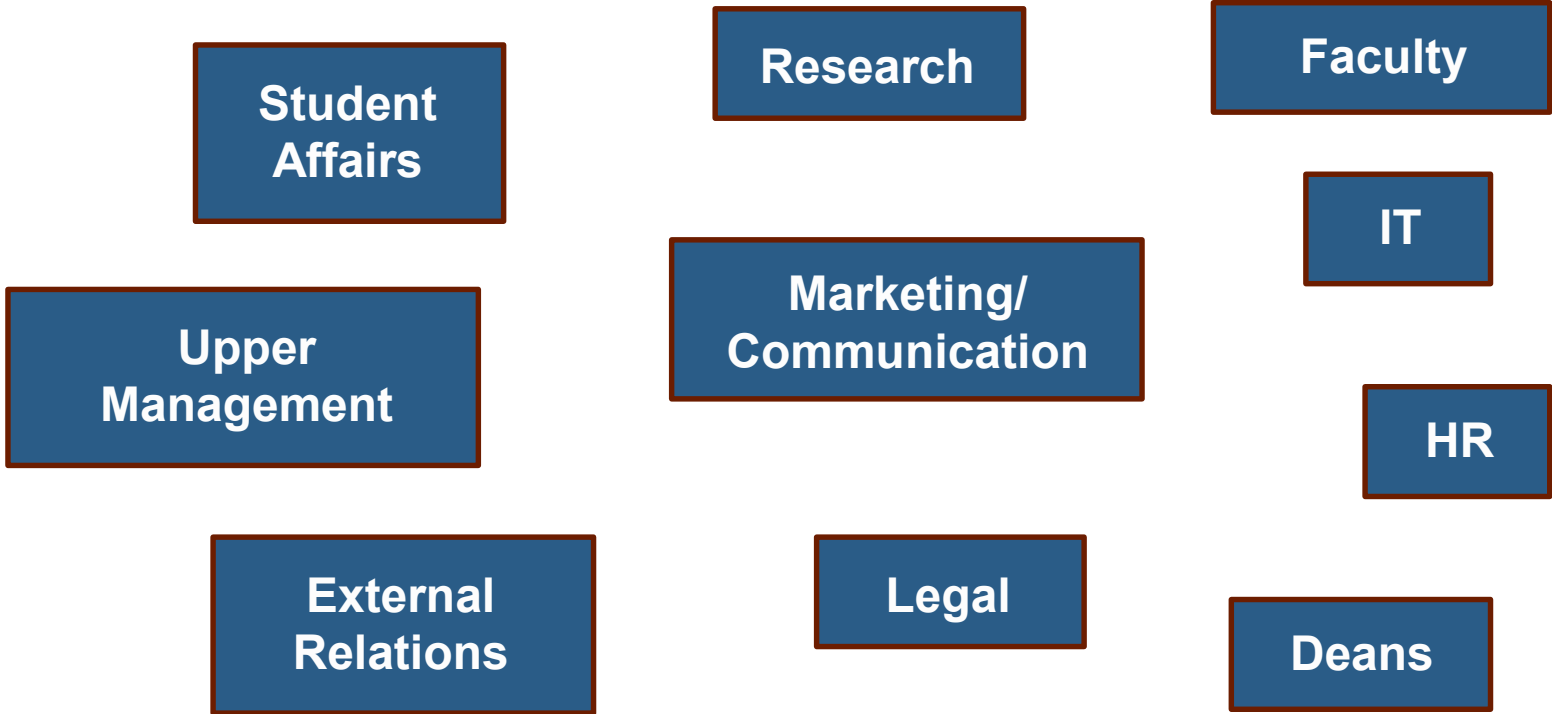 Student
Affairs
Research
Faculty
IT
Upper
Management
Marketing/
Communication
HR
External
Relations
Legal
Deans